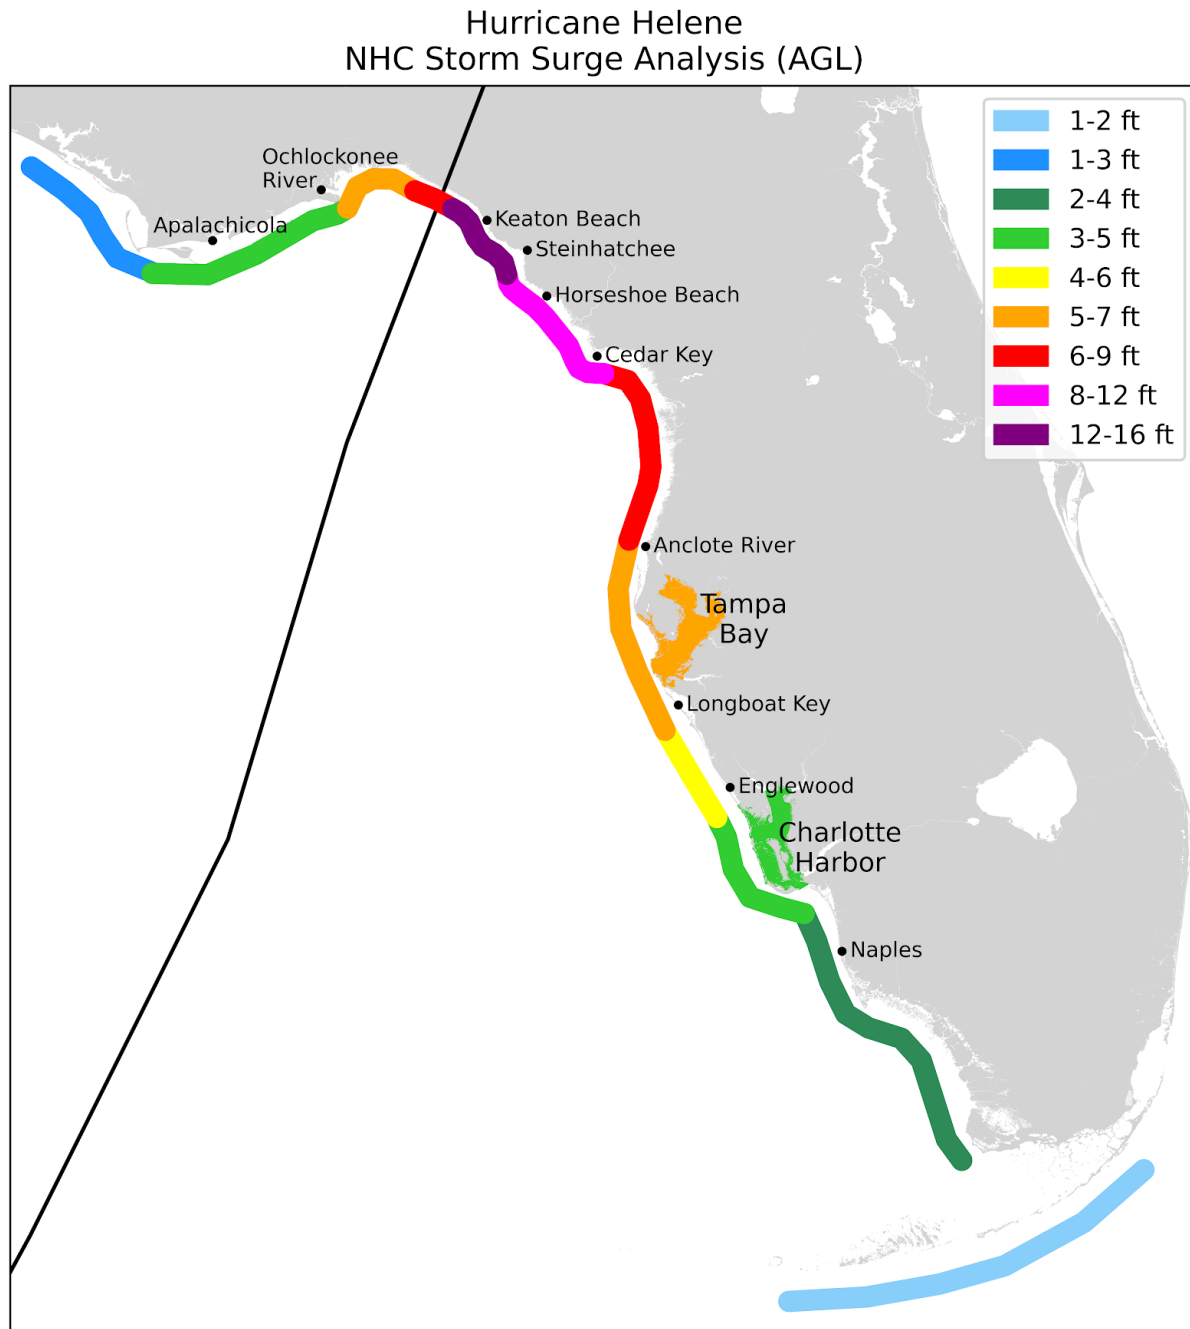 Hurricane Helene
NHC Storm Surge Analysis (AGL)
1-2 ft
1-3 ft
2-4 ft
3-5 ft
4-6 ft
5-7 ft
6-9 ft
8-12 ft
12-16 ft
Ochlockonee
River
Apalachicola
Keaton Beach
Steinhatchee
Horseshoe Beach
Cedar Key
Anclote River
Tampa
Bay
Longboat Key
Englewood
Charlotte
Harbor
Naples